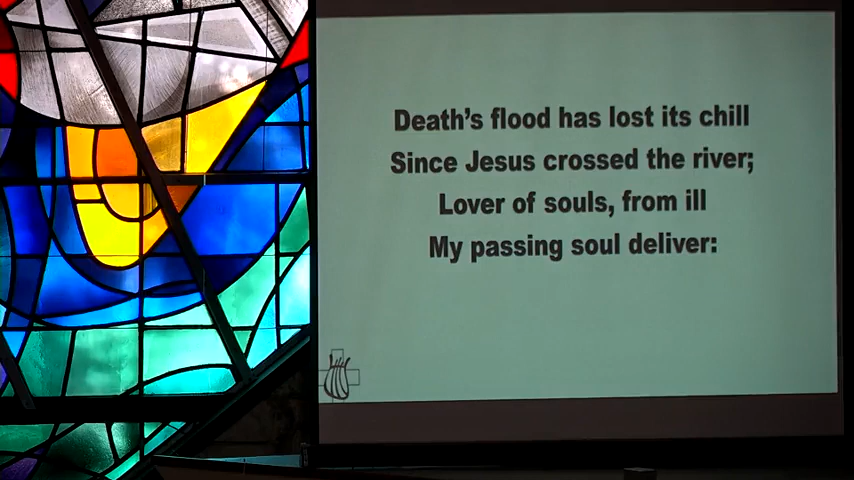 Death's flood has lost its chill
Since Jesus crossed the river;
Lover of souls, from ill
My passing soul deliver: